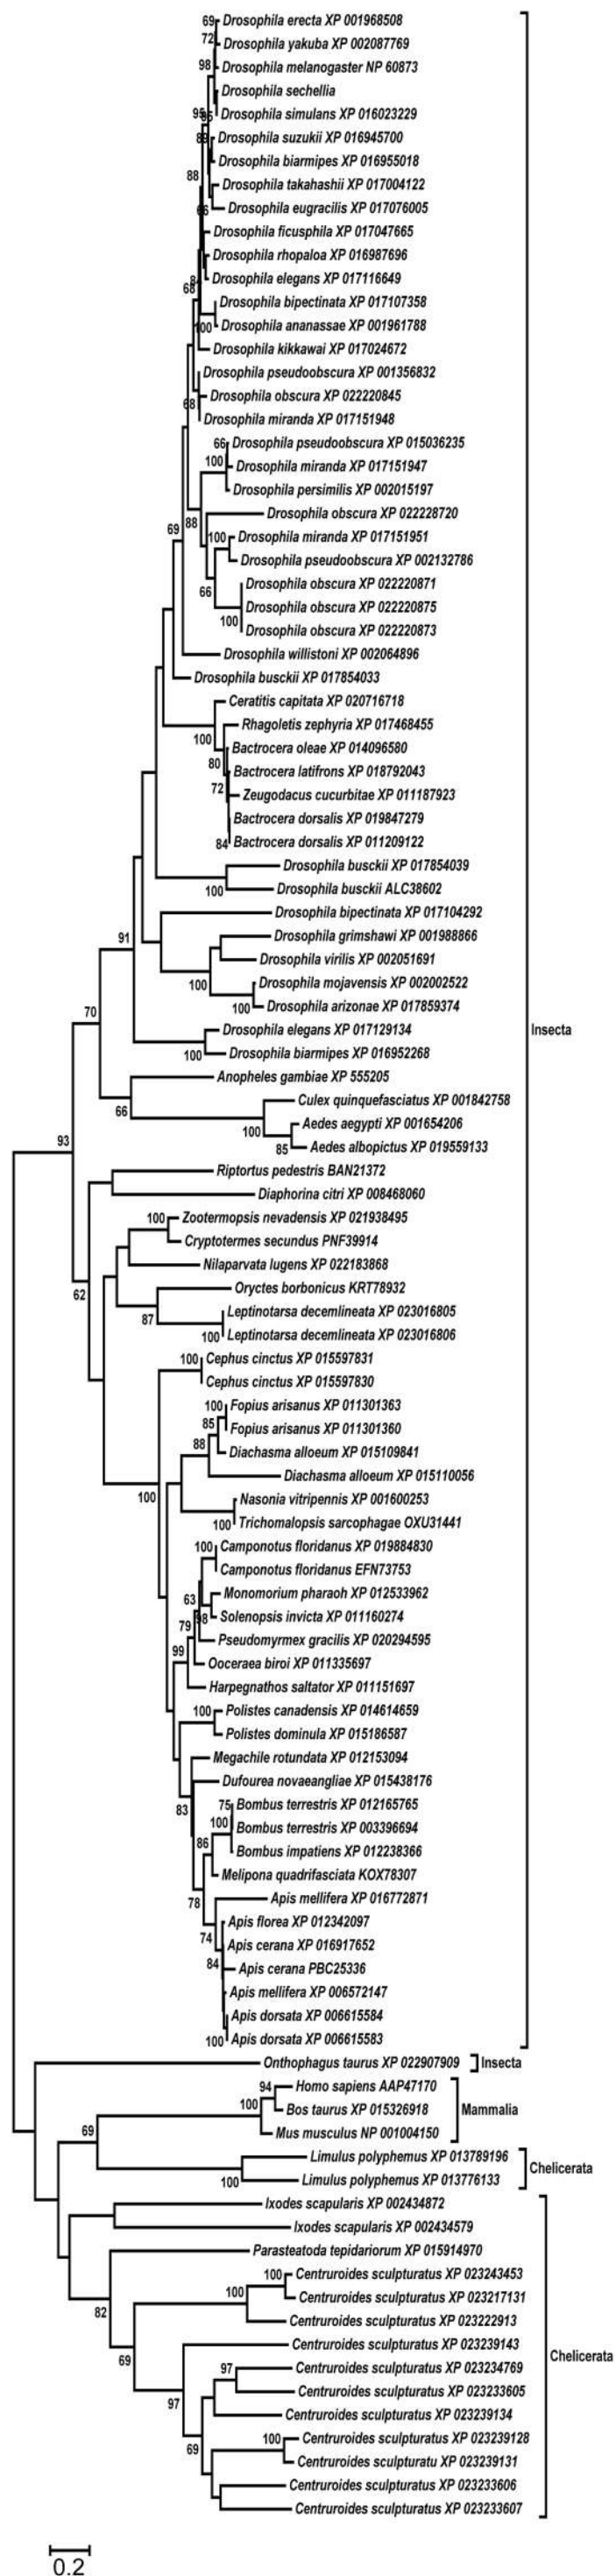 69 Drosophila erecta XP 001968508
72 Drosophila yakuba XP 002087769
98 Drosophila melanogaster NP 60873
Drosophila sechellia
95 Drosophila simulans XP 016023229
89 Drosophila suzukii XP 016945700
Drosophila biarmipes XP 016955018
88 Drosophila takahashii XP 017004122
Drosophila eugracilis XP 017076005
Drosophila ficusphila XP 017047665
Drosophila rhopaloa XP 016987696
Drosophila elegans XP 017116649
68
Drosophila bipectinata XP 017107358
100 Drosophila ananassae XP 001961788
Drosophila kikkawai XP 017024672
Drosophila pseudoobscura XP 001356832
Drosophila obscura XP 022220845
68 Drosophila miranda XP 017151948
66 Drosophila pseudoobscura XP 015036235
100 Drosophila miranda XP 017151947
Drosophila persimilis XP 002015197
88 Drosophila obscura XP 022228720
69 100 Drosophila miranda XP 017151951
Drosophila pseudoobscura XP 002132786
66 Drosophila obscura XP 022220871
Drosophila obscura XP 022220875
100 Drosophila obscura XP 022220873
Drosophila willistoni XP 002064896
Drosophila busckii XP 017854033
Ceratitis capitata XP 020716718
Rhagoletis zephyria XP 017468455
100 Bactrocera oleae XP 014096580
80 Bactrocera latifrons XP 018792043
72 Zeugodacus cucurbitae XP 011187923
Bactrocera dorsalis XP 019847279
84 Bactrocera dorsalis XP 011209122
Drosophila busckii XP 017854039
100 Drosophila busckii ALC38602
Drosophila bipectinata XP 017104292
91 Drosophila grimshawi XP 001988866
Drosophila virilis XP 002051691
100 Drosophila mojavensis XP 002002522
100 Drosophila arizonae XP 017859374
70 Drosophila elegans XP 017129134
Insecta
100 Drosophila biarmipes XP 016952268
Anopheles gambiae XP 555205
66 Culex quinquefasciatus XP 001842758
100 Aedes aegypti XP 001654206
93 85 Aedes albopictus XP 019559133
Riptortus pedestris BAN21372
Diaphorina citri XP 008468060
100 Zootermopsis nevadensis XP 021938495
Cryptotermes secundus PNF39914
Nilaparvata lugens XP 022183868
62 Oryctes borbonicus KRT78932
87 Leptinotarsa decemlineata XP 023016805
100 Leptinotarsa decemlineata XP 023016806
100 Cephus cinctus XP 015597831
Cephus cinctus XP 015597830
100 Fopius arisanus XP 011301363
85 Fopius arisanus XP 011301360
88 Diachasma alloeum XP 015109841
Diachasma alloeum XP 015110056
100 Nasonia vitripennis XP 001600253
100 Trichomalopsis sarcophagae OXU31441
100 Camponotus floridanus XP 019884830
Camponotus floridanus EFN73753
63 Monomorium pharaoh XP 012533962
98 Solenopsis invicta XP 011160274
79 Pseudomyrmex gracilis XP 020294595
99 Ooceraea biroi XP 011335697
Harpegnathos saltator XP 011151697
100 Polistes canadensis XP 014614659
Polistes dominula XP 015186587
Megachile rotundata XP 012153094
Dufourea novaeangliae XP 015438176
83 75 Bombus terrestris XP 012165765
100 Bombus terrestris XP 003396694
86 Bombus impatiens XP 012238366
Melipona quadrifasciata KOX78307
78 Apis mellifera XP 016772871
Apis florea XP 012342097
74 Apis cerana XP 016917652
84 Apis cerana PBC25336
Apis mellifera XP 006572147
Apis dorsata XP 006615584
100 Apis dorsata XP 006615583
Onthophagus taurus XP 022907909 Insecta
94 Homo sapiens AAP47170
100 Bos taurus XP 015326918 Mammalia
69 Mus musculus NP 001004150
Limulus polyphemus XP 013789196
Chelicerata
100 Limulus polyphemus XP 013776133
Ixodes scapularis XP 002434872
Ixodes scapularis XP 002434579
Parasteatoda tepidariorum XP 015914970
100 Centruroides sculpturatus XP 023243453
100 Centruroides sculpturatus XP 023217131
82 Centruroides sculpturatus XP 023222913
Centruroides sculpturatus XP 023239143
69 Chelicerata
97 Centruroides sculpturatus XP 023234769
Centruroides sculpturatus XP 023233605
97 Centruroides sculpturatus XP 023239134
69 100 Centruroides sculpturatus XP 023239128
Centruroides sculpturatu XP 023239131
Centruroides sculpturatus XP 023233606
Centruroides sculpturatus XP 023233607
0.2